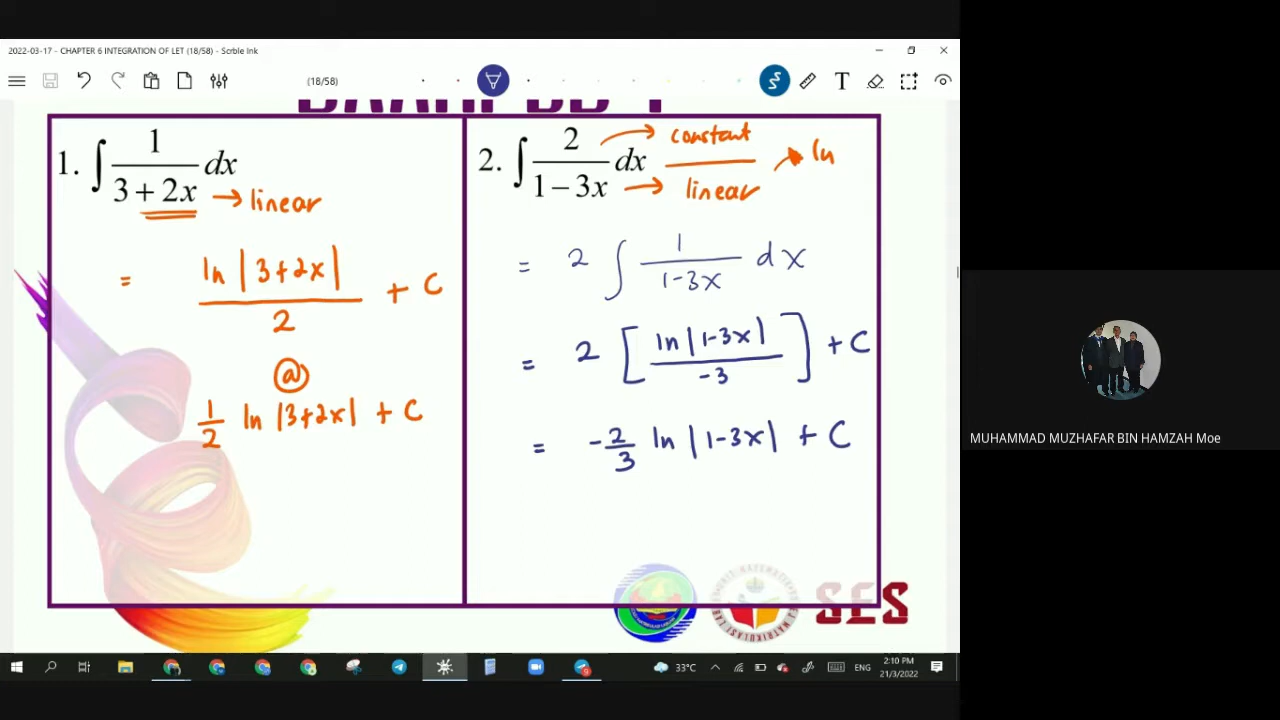 2022-03-17 - CHAPTER 6 INTEGRATION OF LET (18/58) - Scrble Ink
(18/58)
1. ∫ 1/(3+2x) dx
→ linear
= ln|3+2x|/2 + C
@
1/2 ln|3+2x| + C
2. ∫ 2/(1−3x) dx → constant/linear → ln
= 2 ∫ 1/(1-3x) dx
= 2 [ln|1-3x|/-3] + C
= -2/3 ln|1-3x| + C
SES
MUHAMMAD MUZHAFAR BIN HAMZAH Moe
33°C
ENG
2:10 PM
21/3/2022